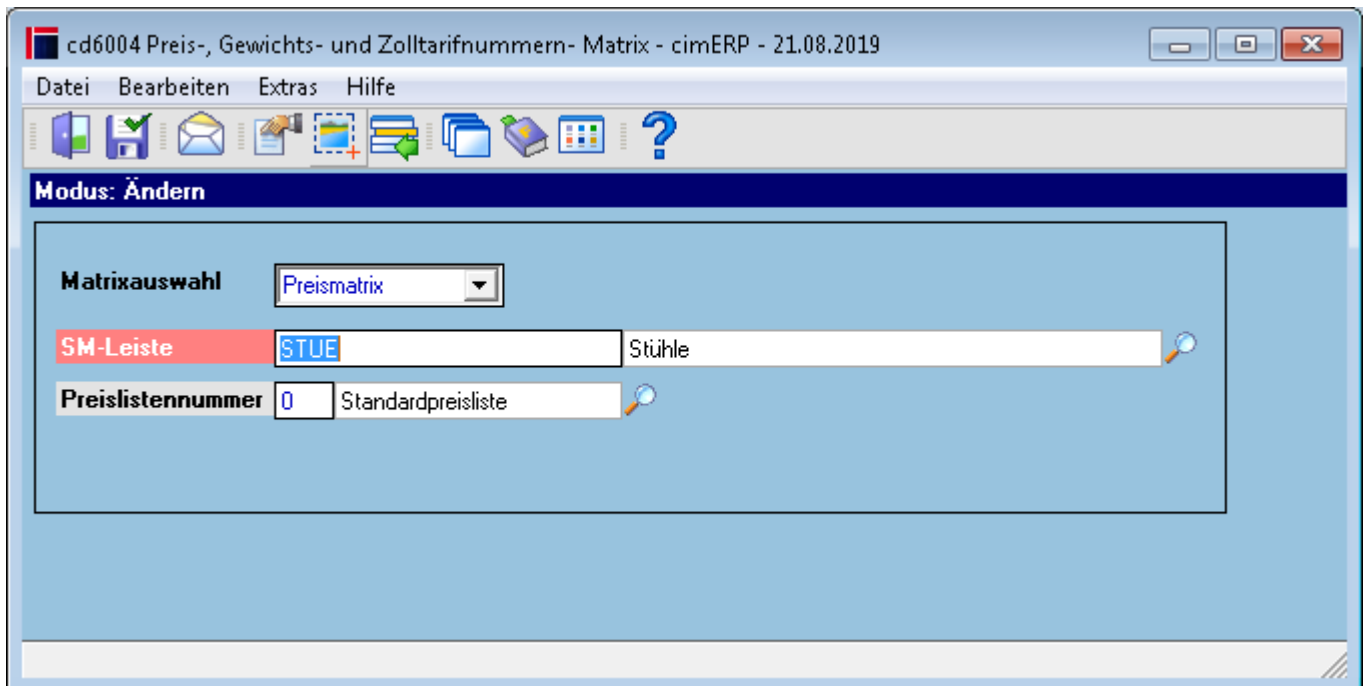 cd6004 Preis-, Gewichts- und Zolltarifnummern- Matrix - cimERP - 21.08.2019
Datei Bearbeiten Extras Hilfe
Modus: Ändern
Matrixauswahl Preismatrix
SM-Leiste STUE Stühle
Preislistennummer 0 Standardpreisliste